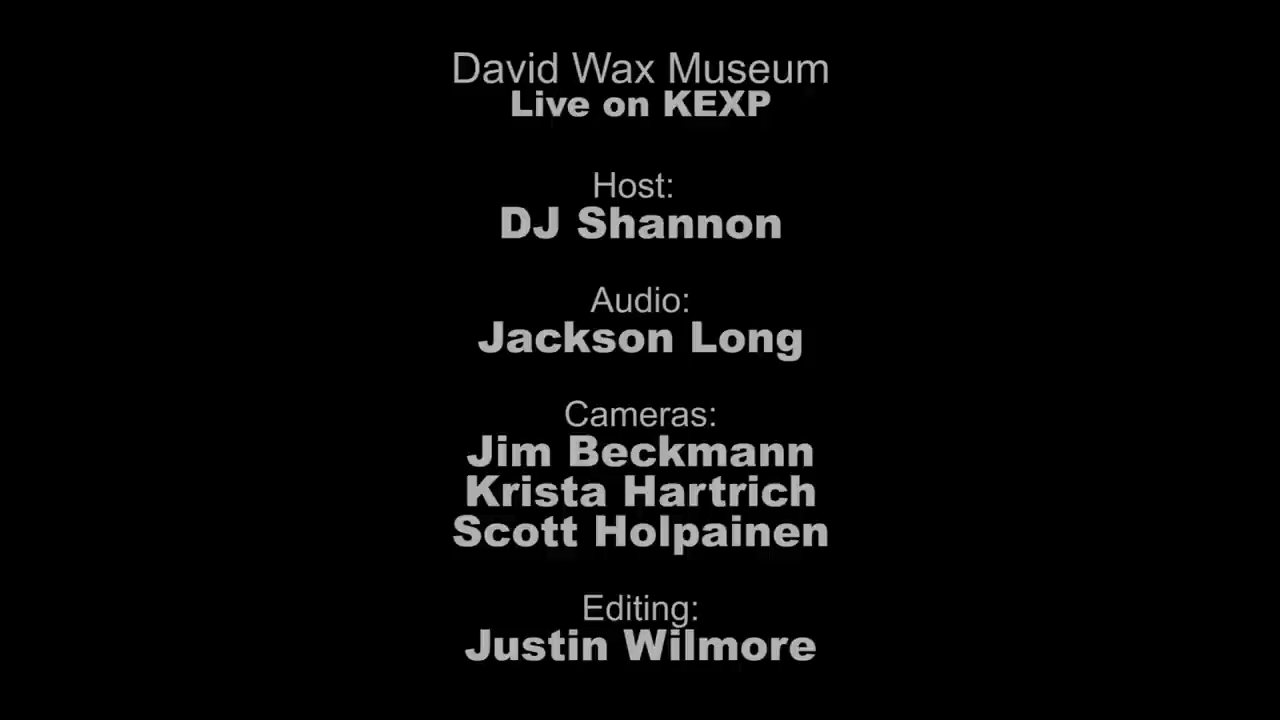 David Wax Museum
Live on KEXP
Host:
DJ Shannon
Audio:
Jackson Long
Cameras:
Jim Beckmann
Krista Hartrich
Scott Holpainen
Editing:
Justin Wilmore